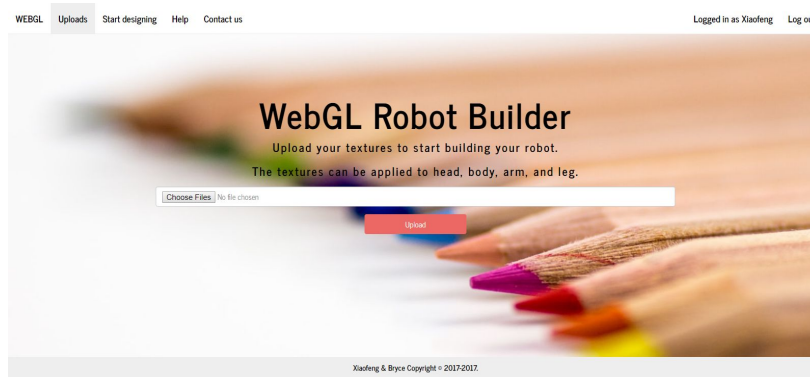 WEBGL Uploads Start designing Help Contact us Logged in as Xiaofeng Log ou
WebGL Robot Builder
Upload your textures to start building your robot.
The textures can be applied to head, body, arm, and leg.
Choose Files No file chosen
Upload
Xiaofeng & Bryce Copyright © 2017-2017.